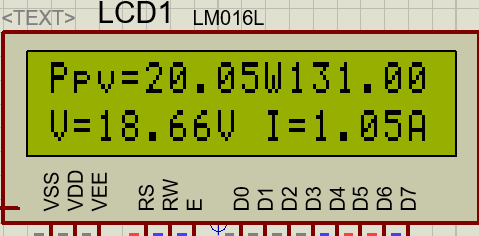 <TEXT> LCD1 LM016L
Ppv=20.05W131.00
V=18.66V I=1.05A
VSS VDD VEE RS RW E D0 D1 D2 D3 D4 D5 D6 D7